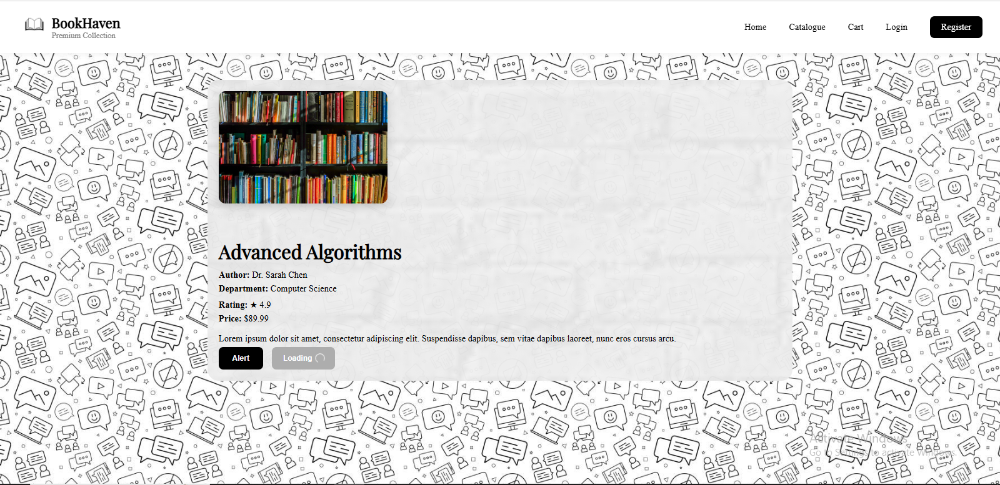 BookHaven
Premium Collection
Home Catalogue Cart Login Register
Advanced Algorithms
Author: Dr. Sarah Chen
Department: Computer Science
Rating: ★ 4.9
Price: $89.99
Lorem ipsum dolor sit amet, consectetur adipiscing elit. Suspendisse dapibus, sem vitae dapibus laoreet, nunc eros cursus arcu.
Alert Loading
Activate Windows
Go to Settings to activate Windows.